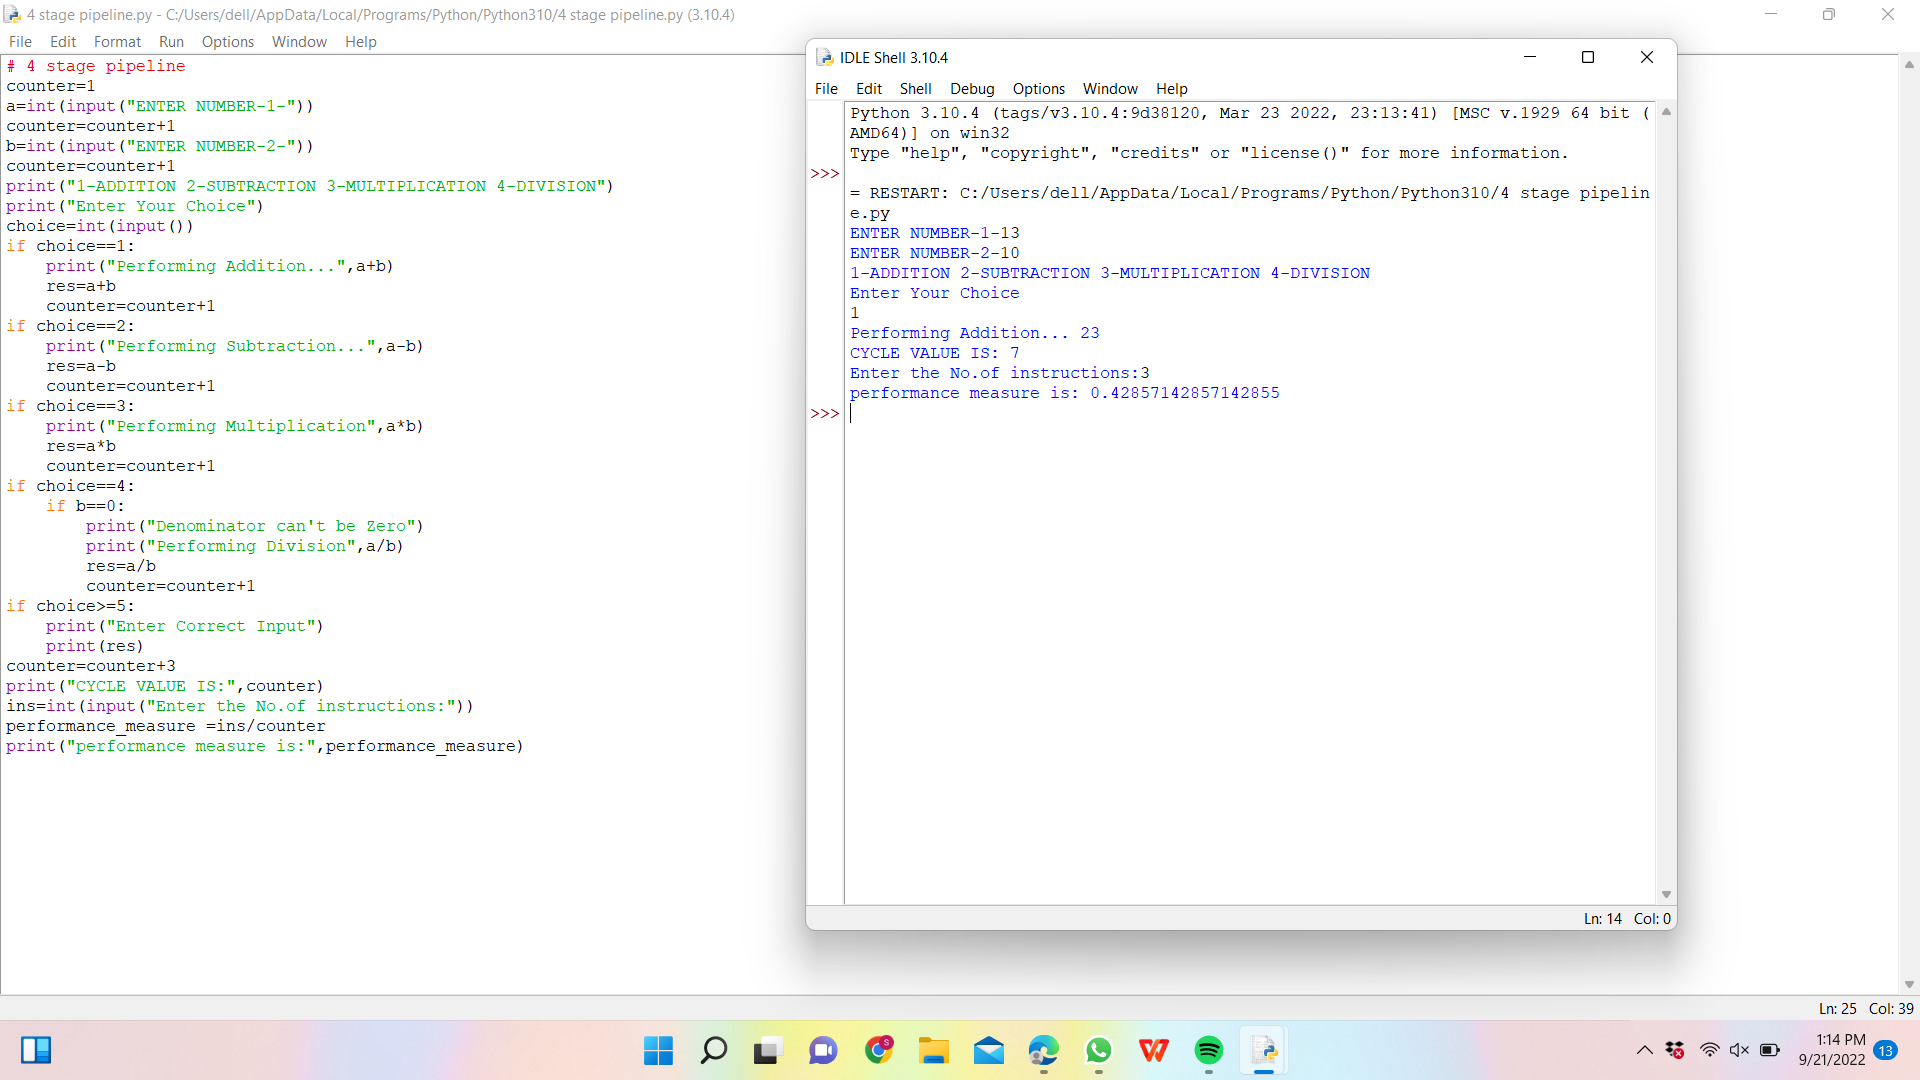 4 stage pipeline.py - C:/Users/dell/AppData/Local/Programs/Python/Python310/4 stage pipeline.py (3.10.4)
File Edit Format Run Options Window Help
# 4 stage pipeline
counter=1
a=int(input("ENTER NUMBER-1-"))
counter=counter+1
b=int(input("ENTER NUMBER-2-"))
counter=counter+1
print("1-ADDITION 2-SUBTRACTION 3-MULTIPLICATION 4-DIVISION")
print("Enter Your Choice")
choice=int(input())
if choice==1:
    print("Performing Addition...",a+b)
    res=a+b
    counter=counter+1
if choice==2:
    print("Performing Subtraction...",a-b)
    res=a-b
    counter=counter+1
if choice==3:
    print("Performing Multiplication",a*b)
    res=a*b
    counter=counter+1
if choice==4:
    if b==0:
        print("Denominator can't be Zero")
        print("Performing Division",a/b)
        res=a/b
        counter=counter+1
if choice>=5:
    print("Enter Correct Input")
    print(res)
counter=counter+3
print("CYCLE VALUE IS:",counter)
ins=int(input("Enter the No.of instructions:"))
performance_measure =ins/counter
print("performance measure is:",performance_measure)
IDLE Shell 3.10.4
File Edit Shell Debug Options Window Help
Python 3.10.4 (tags/v3.10.4:9d38120, Mar 23 2022, 23:13:41) [MSC v.1929 64 bit (
AMD64)] on win32
Type "help", "copyright", "credits" or "license()" for more information.
>>>
= RESTART: C:/Users/dell/AppData/Local/Programs/Python/Python310/4 stage pipelin
e.py
ENTER NUMBER-1-13
ENTER NUMBER-2-10
1-ADDITION 2-SUBTRACTION 3-MULTIPLICATION 4-DIVISION
Enter Your Choice
1
Performing Addition... 23
CYCLE VALUE IS: 7
Enter the No.of instructions:3
performance measure is: 0.42857142857142855
>>>
Ln: 14 Col: 0
Ln: 25 Col: 39
S
W
1:14 PM
9/21/2022
13